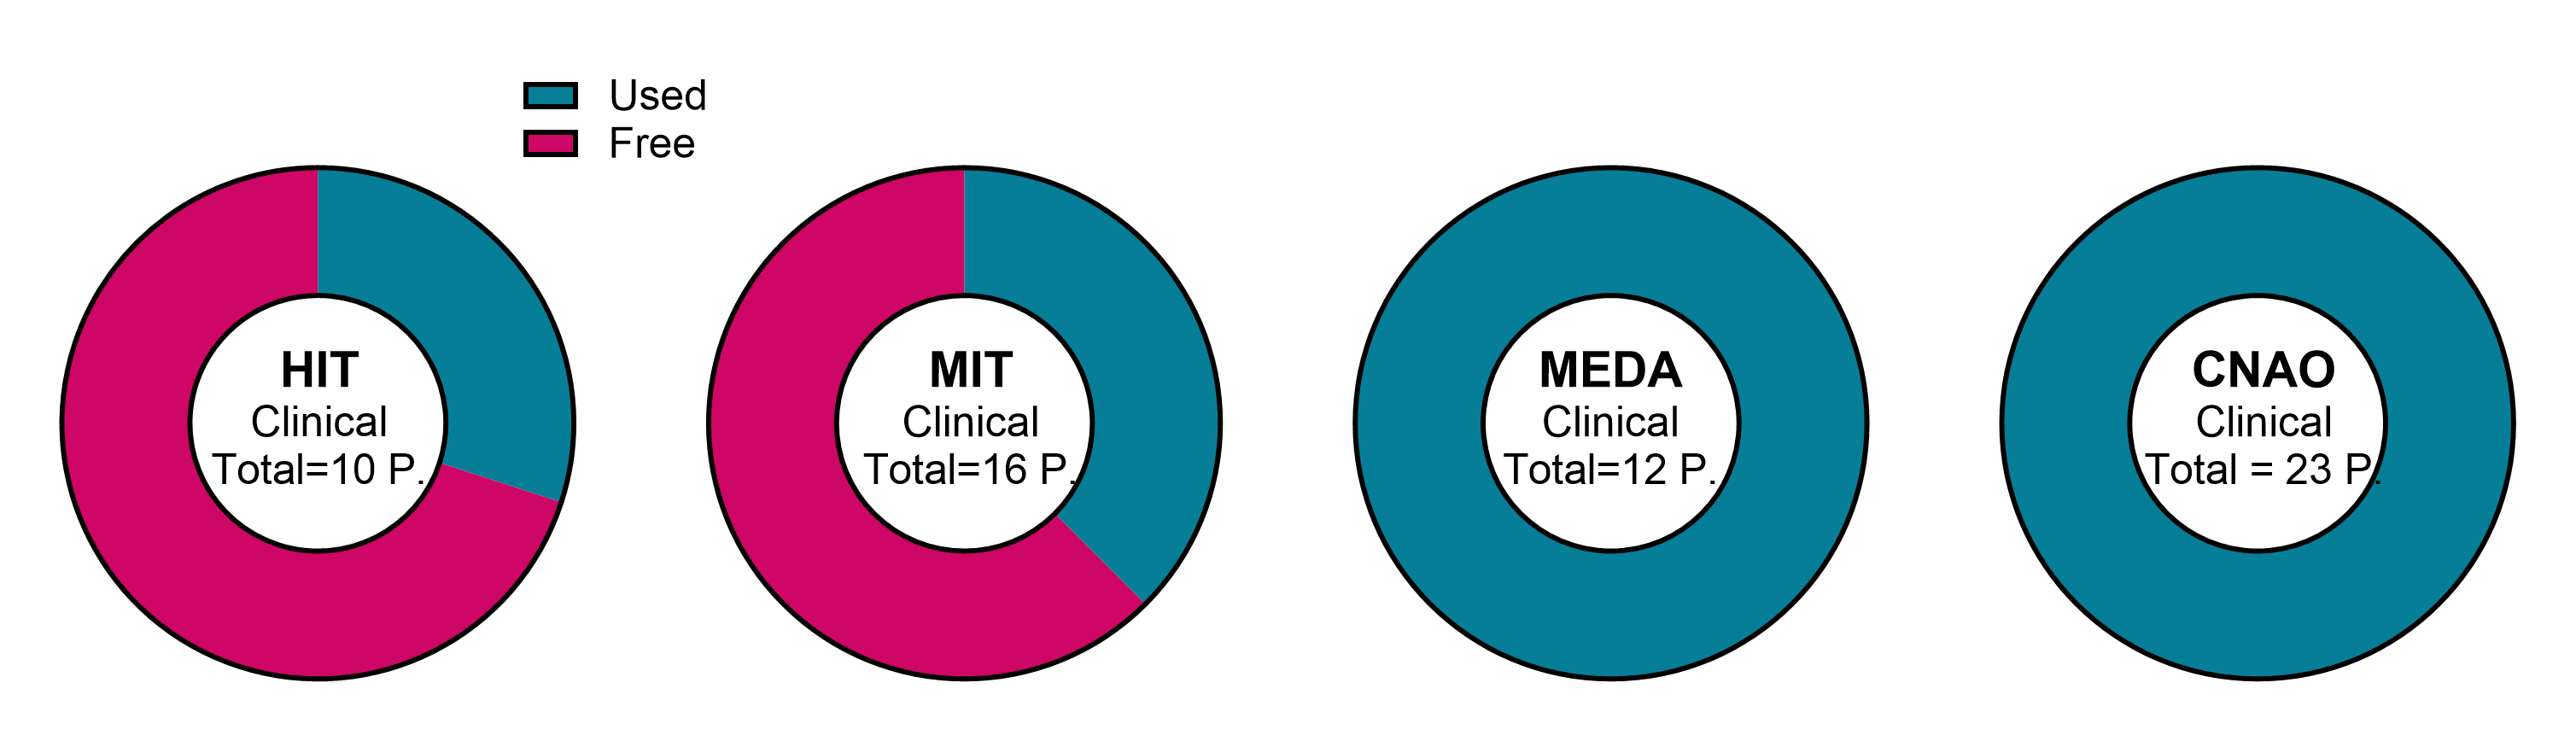 Used
Free
HIT
Clinical
Total=10 P.
MIT
Clinical
Total=16 P.
MEDA
Clinical
Total=12 P.
CNAO
Clinical
Total = 23 P.